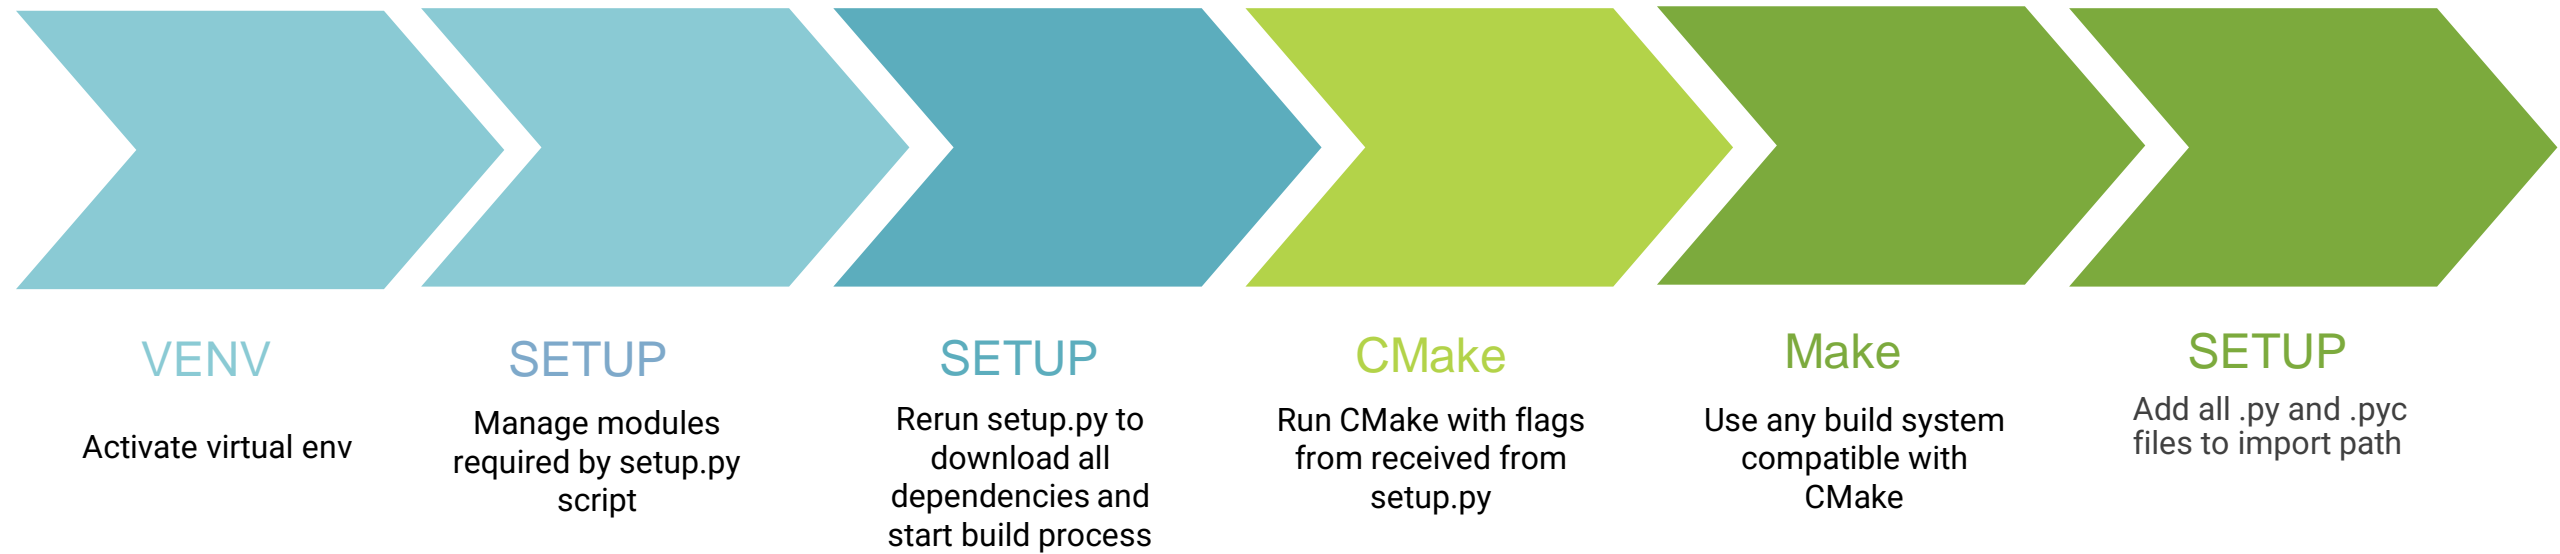 VENV
Activate virtual env
SETUP
Manage modules
required by setup.py
script
SETUP
Rerun setup.py to
download all
dependencies and
start build process
CMake
Run CMake with flags
from received from
setup.py
Make
Use any build system
compatible with
CMake
SETUP
Add all .py and .pyc
files to import path